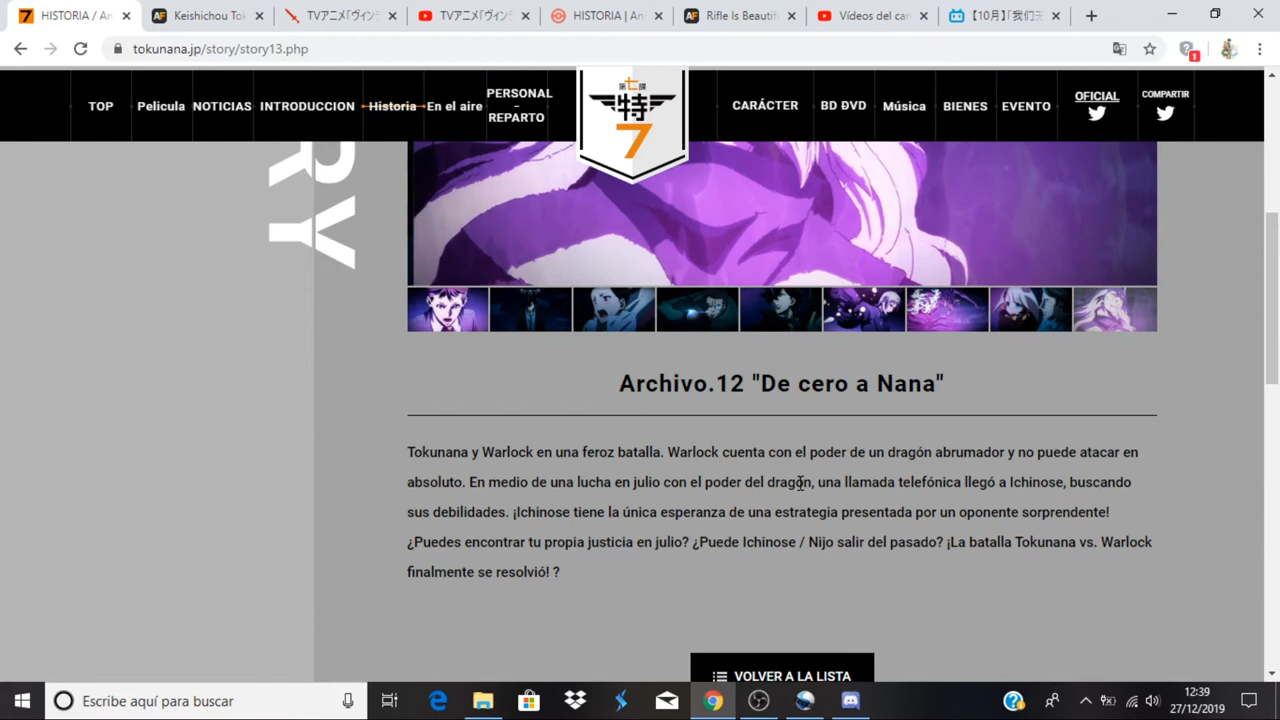 HISTORIA / An
Keishichou Tok
TVアニメ「ヴィン
TVアニメ「ヴィン
HISTORIA | An
Rifle Is Beautif
Vídeos del can
【10月】「我们
tokunana.jp/story/story13.php
1
TOP
Pelicula
NOTICIAS
INTRODUCCION
Historia
En el aire
PERSONAL
-
REPARTO
第七課
特
7
CARÁCTER
BD ĐVD
Música
BIENES
EVENTO
OFICIAL
COMPARTIR
RY
Archivo.12 "De cero a Nana"
Tokunana y Warlock en una feroz batalla. Warlock cuenta con el poder de un dragón abrumador y no puede atacar en
absoluto. En medio de una lucha en julio con el poder del dragón, una llamada telefónica llegó a Ichinose, buscando
sus debilidades. ¡Ichinose tiene la única esperanza de una estrategia presentada por un oponente sorprendente!
¿Puedes encontrar tu propia justicia en julio? ¿Puede Ichinose / Nijo salir del pasado? ¡La batalla Tokunana vs. Warlock
finalmente se resolvió! ?
VOLVER A LA LISTA
Escribe aquí para buscar
12:39
27/12/2019